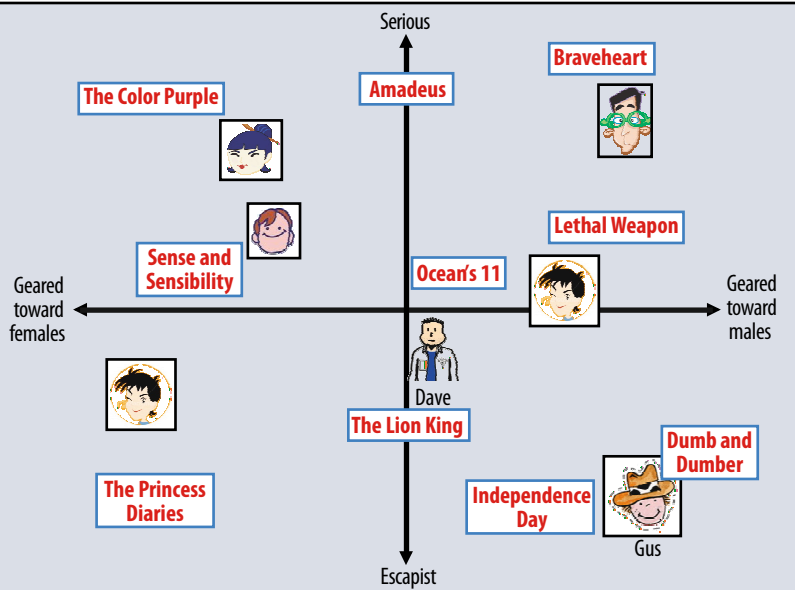 Serious
Braveheart
The Color Purple
Amadeus
Lethal Weapon
Sense and
Sensibility
Ocean's 11
Geared
toward
females
Geared
toward
males
Dave
The Lion King
Dumb and
Dumber
The Princess
Diaries
Independence
Day
Gus
Escapist